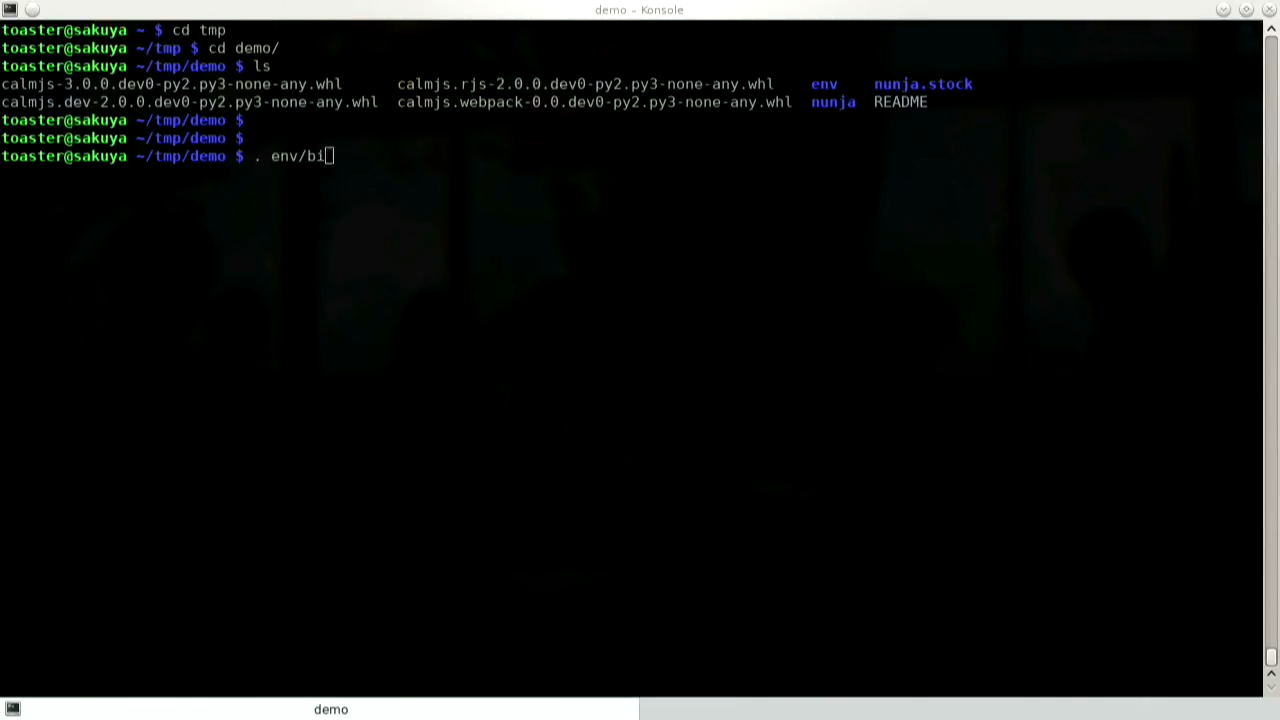 demo – Konsole
toaster@sakuya ~ $ cd tmp
toaster@sakuya ~/tmp $ cd demo/
toaster@sakuya ~/tmp/demo $ ls
calmjs-3.0.0.dev0-py2.py3-none-any.whl calmjs.rjs-2.0.0.dev0-py2.py3-none-any.whl env nunja.stock
calmjs.dev-2.0.0.dev0-py2.py3-none-any.whl calmjs.webpack-0.0.dev0-py2.py3-none-any.whl nunja README
toaster@sakuya ~/tmp/demo $
toaster@sakuya ~/tmp/demo $
toaster@sakuya ~/tmp/demo $ . env/bi
demo